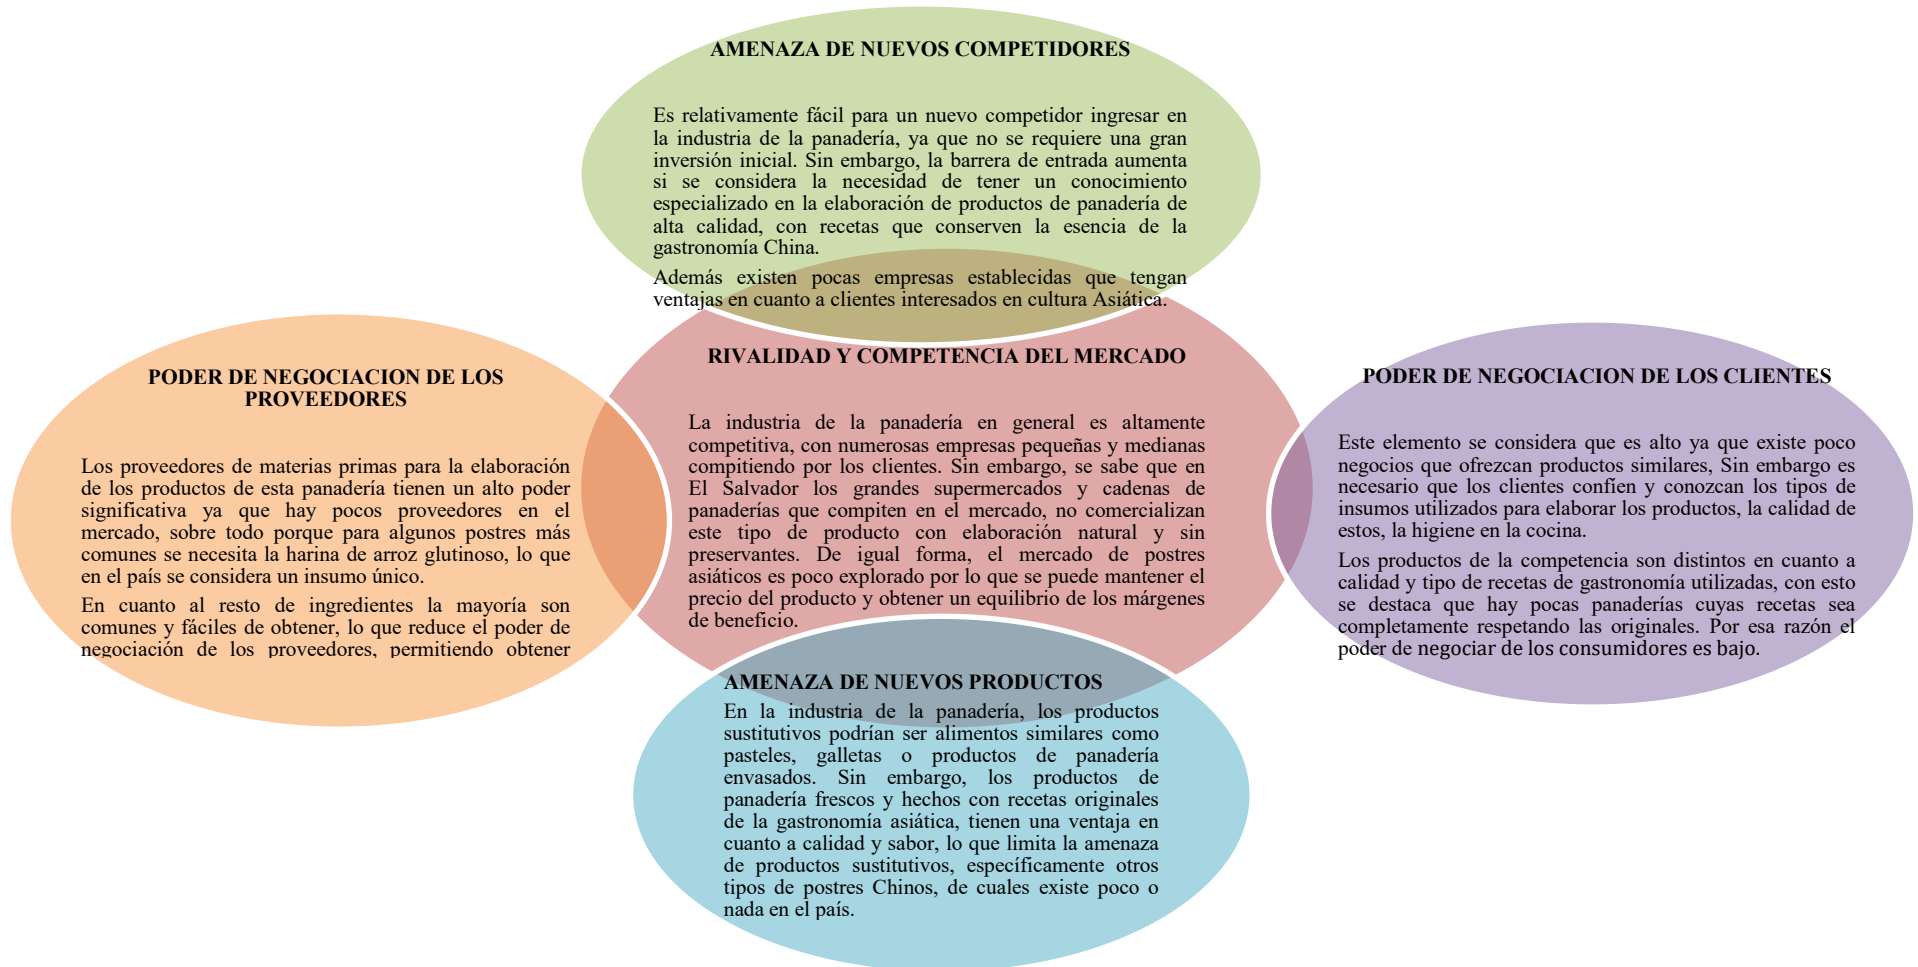 AMENAZA DE NUEVOS COMPETIDORES
Es relativamente fácil para un nuevo competidor ingresar en
la industria de la panadería, ya que no se requiere una gran
inversión inicial. Sin embargo, la barrera de entrada aumenta
si se considera la necesidad de tener un conocimiento
especializado en la elaboración de productos de panadería de
alta calidad, con recetas que conserven la esencia de la
gastronomía China.
Además existen pocas empresas establecidas que tengan
ventajas en cuanto a clientes interesados en cultura Asiática.
PODER DE NEGOCIACION DE LOS
PROVEEDORES
Los proveedores de materias primas para la elaboración
de los productos de esta panadería tienen un alto poder
significativa ya que hay pocos proveedores en el
mercado, sobre todo porque para algunos postres más
comunes se necesita la harina de arroz glutinoso, lo que
en el país se considera un insumo único.
En cuanto al resto de ingredientes la mayoría son
comunes y fáciles de obtener, lo que reduce el poder de
negociación de los proveedores, permitiendo obtener
RIVALIDAD Y COMPETENCIA DEL MERCADO
La industria de la panadería en general es altamente
competitiva, con numerosas empresas pequeñas y medianas
compitiendo por los clientes. Sin embargo, se sabe que en
El Salvador los grandes supermercados y cadenas de
panaderías que compiten en el mercado, no comercializan
este tipo de producto con elaboración natural y sin
preservantes. De igual forma, el mercado de postres
asiáticos es poco explorado por lo que se puede mantener el
precio del producto y obtener un equilibrio de los márgenes
de beneficio.
PODER DE NEGOCIACION DE LOS CLIENTES
Este elemento se considera que es alto ya que existe poco
negocios que ofrezcan productos similares, Sin embargo es
necesario que los clientes confíen y conozcan los tipos de
insumos utilizados para elaborar los productos, la calidad de
estos, la higiene en la cocina.
Los productos de la competencia son distintos en cuanto a
calidad y tipo de recetas de gastronomía utilizadas, con esto
se destaca que hay pocas panaderías cuyas recetas sea
completamente respetando las originales. Por esa razón el
poder de negociar de los consumidores es bajo.
AMENAZA DE NUEVOS PRODUCTOS
En la industria de la panadería, los productos
sustitutivos podrían ser alimentos similares como
pasteles, galletas o productos de panadería
envasados. Sin embargo, los productos de
panadería frescos y hechos con recetas originales
de la gastronomía asiática, tienen una ventaja en
cuanto a calidad y sabor, lo que limita la amenaza
de productos sustitutivos, específicamente otros
tipos de postres Chinos, de cuales existe poco o
nada en el país.